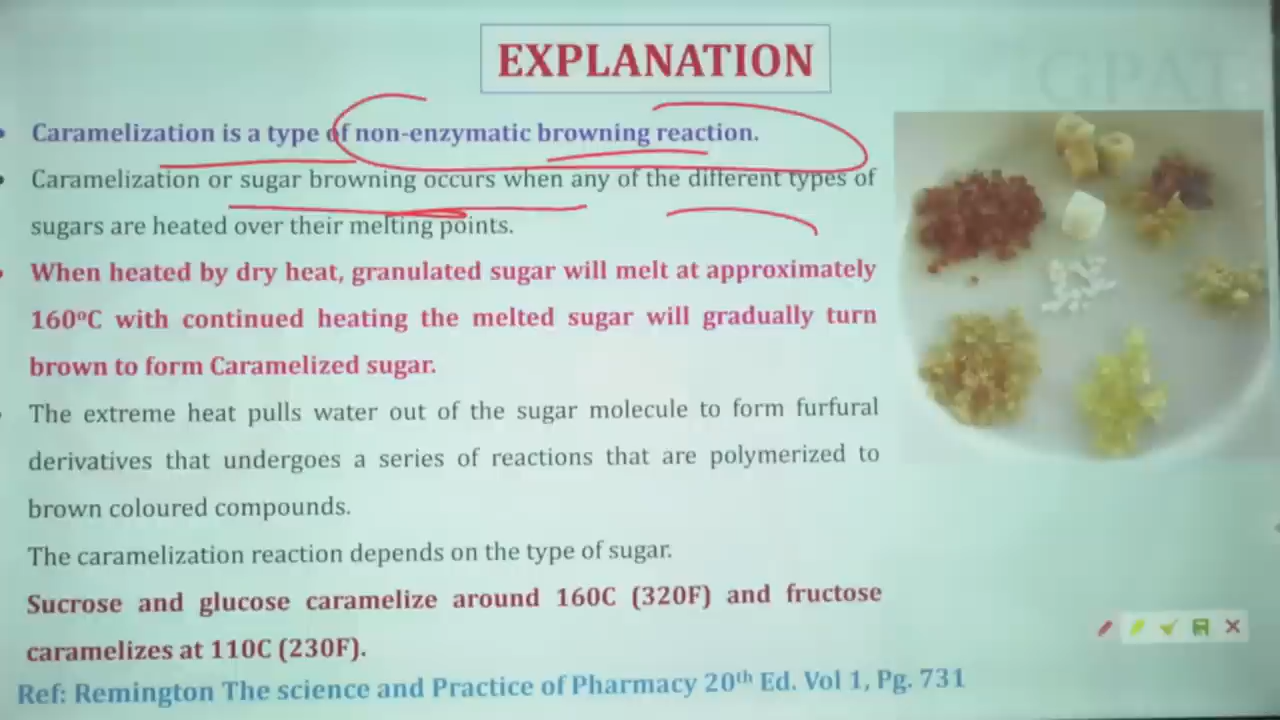 GPAT
EXPLANATION
• Caramelization is a type of non-enzymatic browning reaction.
• Caramelization or sugar browning occurs when any of the different types of
sugars are heated over their melting points.
• When heated by dry heat, granulated sugar will melt at approximately
160ºC with continued heating the melted sugar will gradually turn
brown to form Caramelized sugar.
• The extreme heat pulls water out of the sugar molecule to form furfural
derivatives that undergoes a series of reactions that are polymerized to
brown coloured compounds.
The caramelization reaction depends on the type of sugar.
Sucrose and glucose caramelize around 160C (320F) and fructose
caramelizes at 110C (230F).
Ref: Remington The science and Practice of Pharmacy 20th Ed. Vol 1, Pg. 731